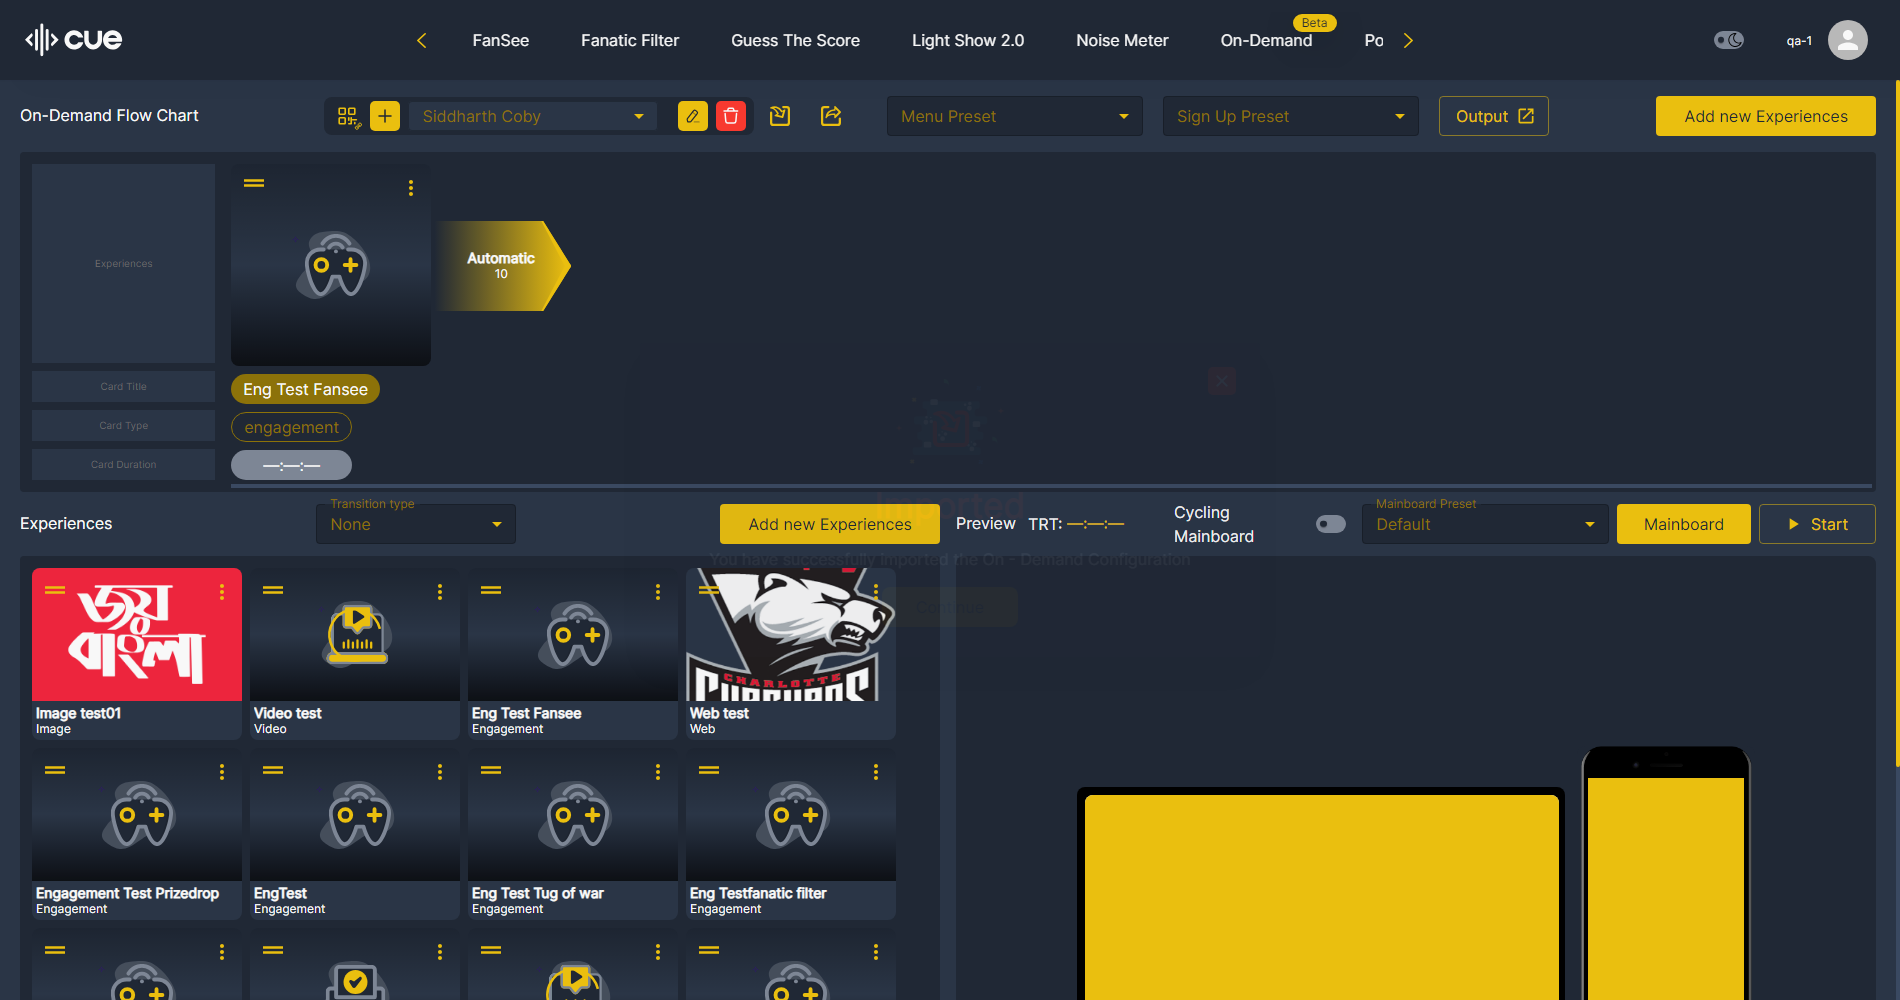 cue
FanSee
Fanatic Filter
Guess The Score
Light Show 2.0
Noise Meter
On-Demand
Beta
Po
qa-1
On-Demand Flow Chart
Siddharth Coby
Menu Preset
Sign Up Preset
Output
Add new Experiences
Experiences
Automatic
10
Card Title
Eng Test Fansee
Card Type
engagement
Card Duration
—:—:—
Imported
You have successfully imported the On - Demand Configuration
Continue
Experiences
Transition type
None
Add new Experiences
Preview
TRT: —:—:—
Cycling
Mainboard
Mainboard Preset
Default
Mainboard
Start
জয়
বাংলা
Image test01
Image
Video test
Video
Eng Test Fansee
Engagement
CHARLOTTE
Web test
Web
Engagement Test Prizedrop
Engagement
EngTest
Engagement
Eng Test Tug of war
Engagement
Eng Testfanatic filter
Engagement